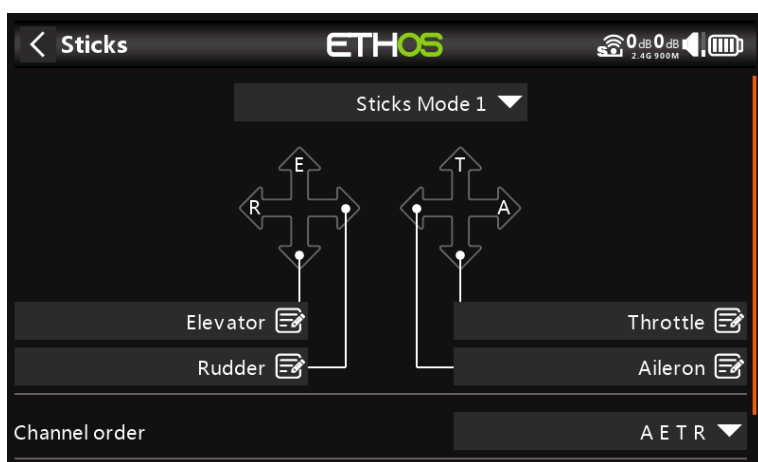 Sticks ETHOS 0dB 0dB
2.4G 900M
Sticks Mode 1
E T
R A
Elevator Throttle
Rudder Aileron
Channel order A E T R